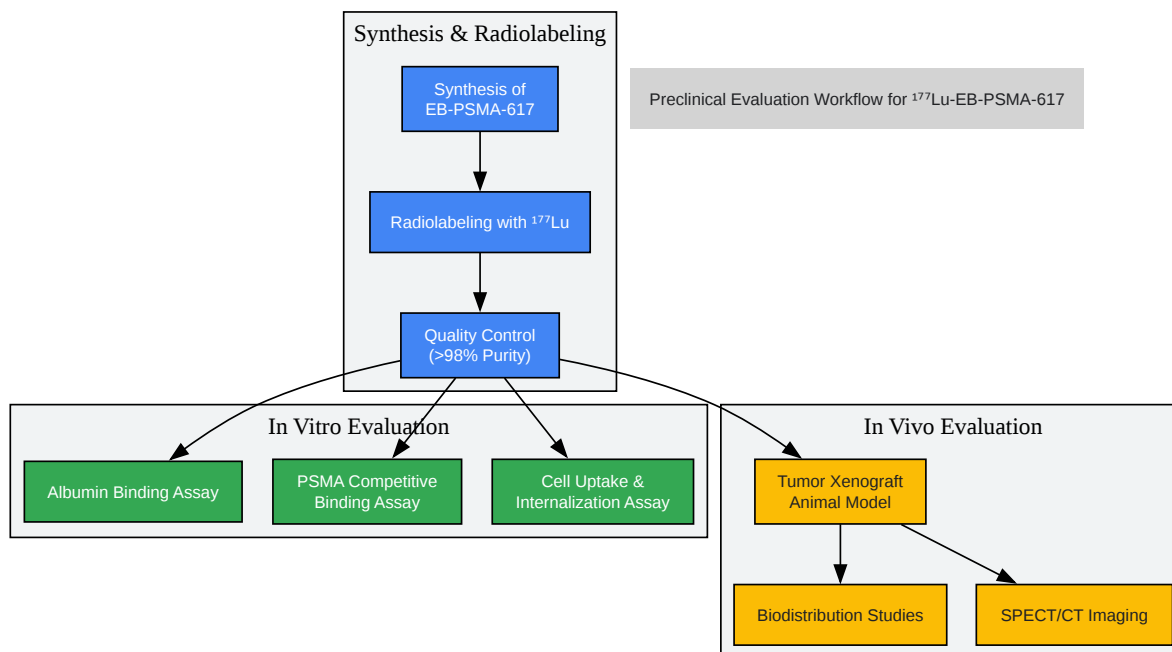 Synthesis & Radiolabeling
Synthesis of
EB-PSMA-617
Preclinical Evaluation Workflow for ¹⁷⁷Lu-EB-PSMA-617
Radiolabeling with ¹⁷⁷Lu
Quality Control
(>98% Purity)
In Vitro Evaluation
Albumin Binding Assay
PSMA Competitive
Binding Assay
Cell Uptake &
Internalization Assay
In Vivo Evaluation
Tumor Xenograft
Animal Model
Biodistribution Studies
SPECT/CT Imaging